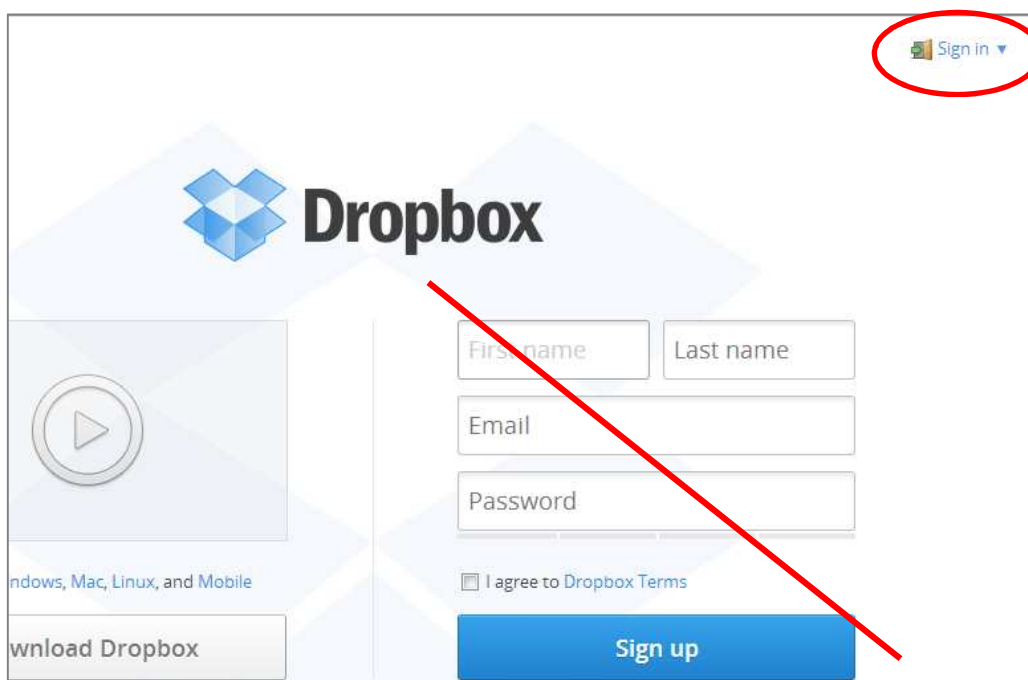 Sign in ▼
Dropbox
First name
Last name
Email
Password
ndows, Mac, Linux, and Mobile
I agree to Dropbox Terms
wnload Dropbox
Sign up